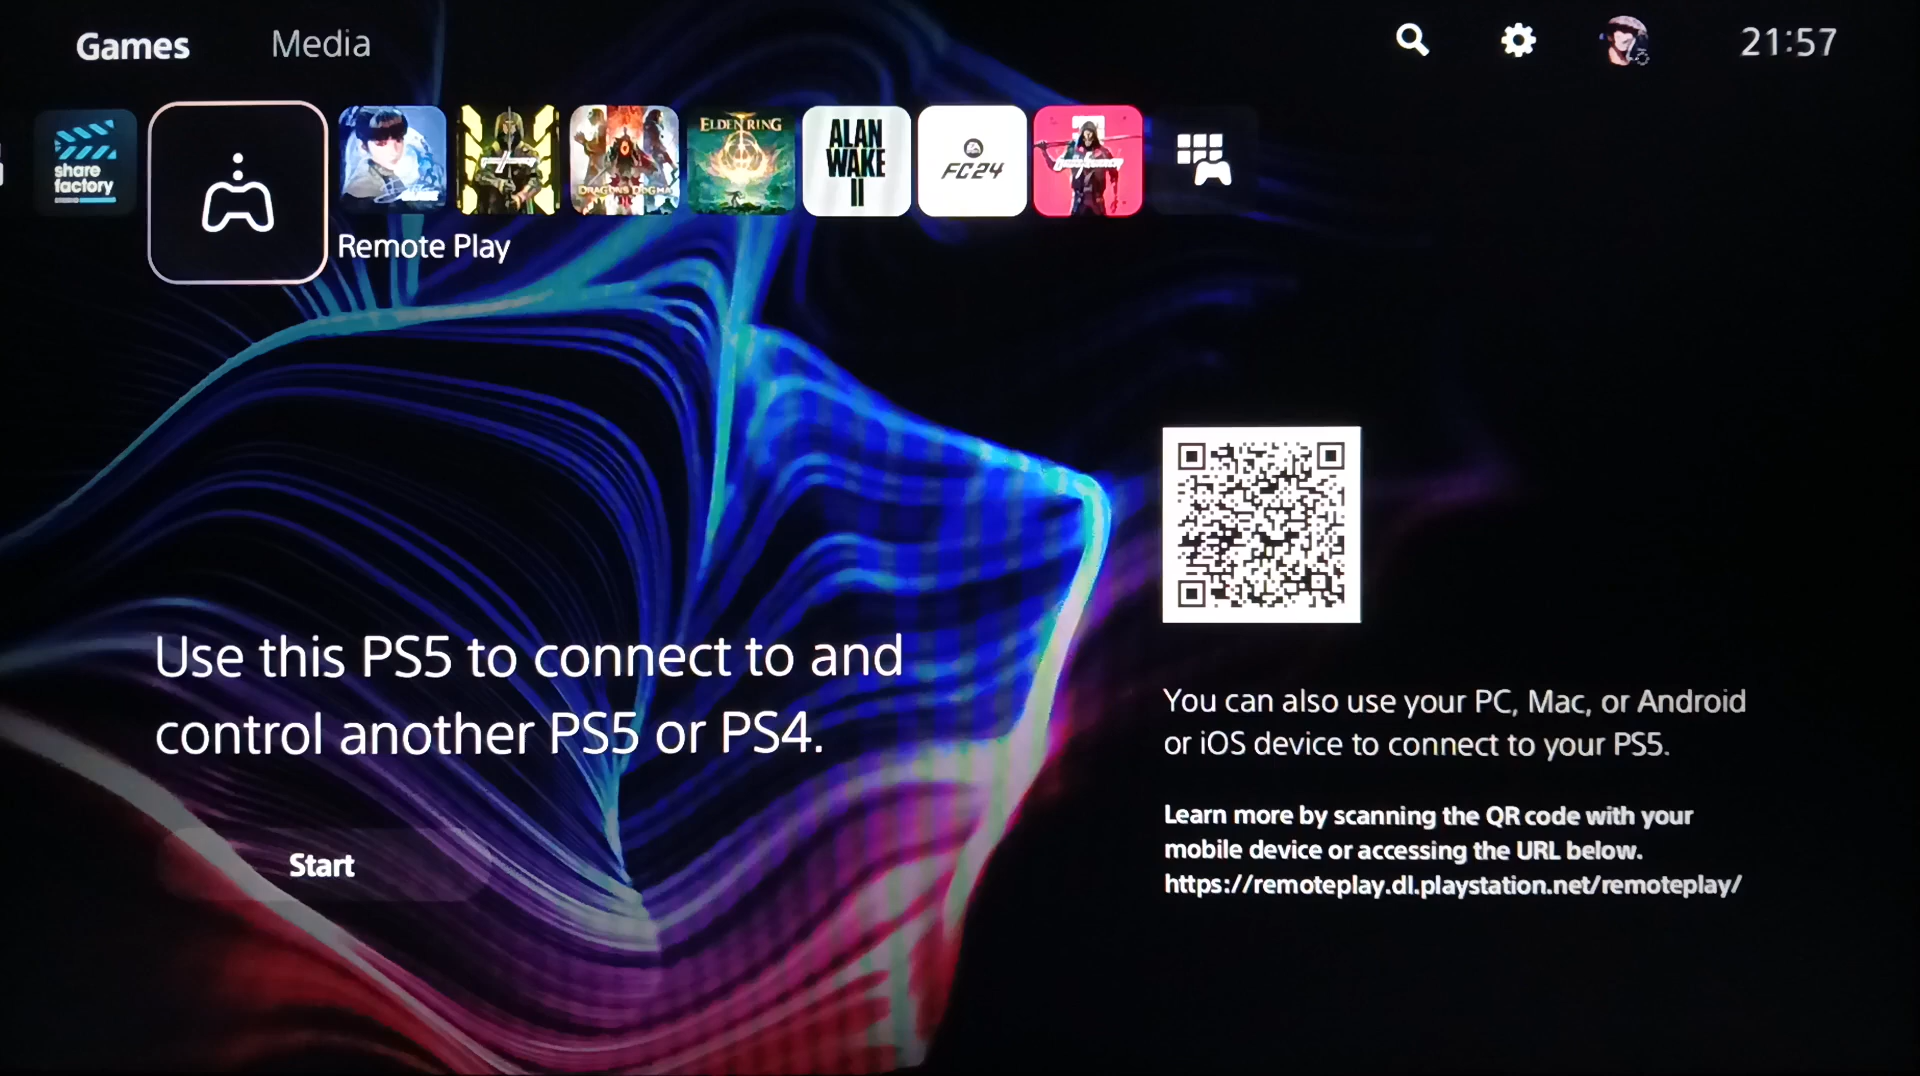 Games
Media
21:57
share
factory
STUDIO
ELDEN RING
DRAGON'S DOGMA
ALAN
WAKE
II
FC24
Remote Play
Use this PS5 to connect to and
control another PS5 or PS4.
Start
You can also use your PC, Mac, or Android
or iOS device to connect to your PS5.
Learn more by scanning the QR code with your
mobile device or accessing the URL below.
https://remoteplay.dl.playstation.net/remoteplay/